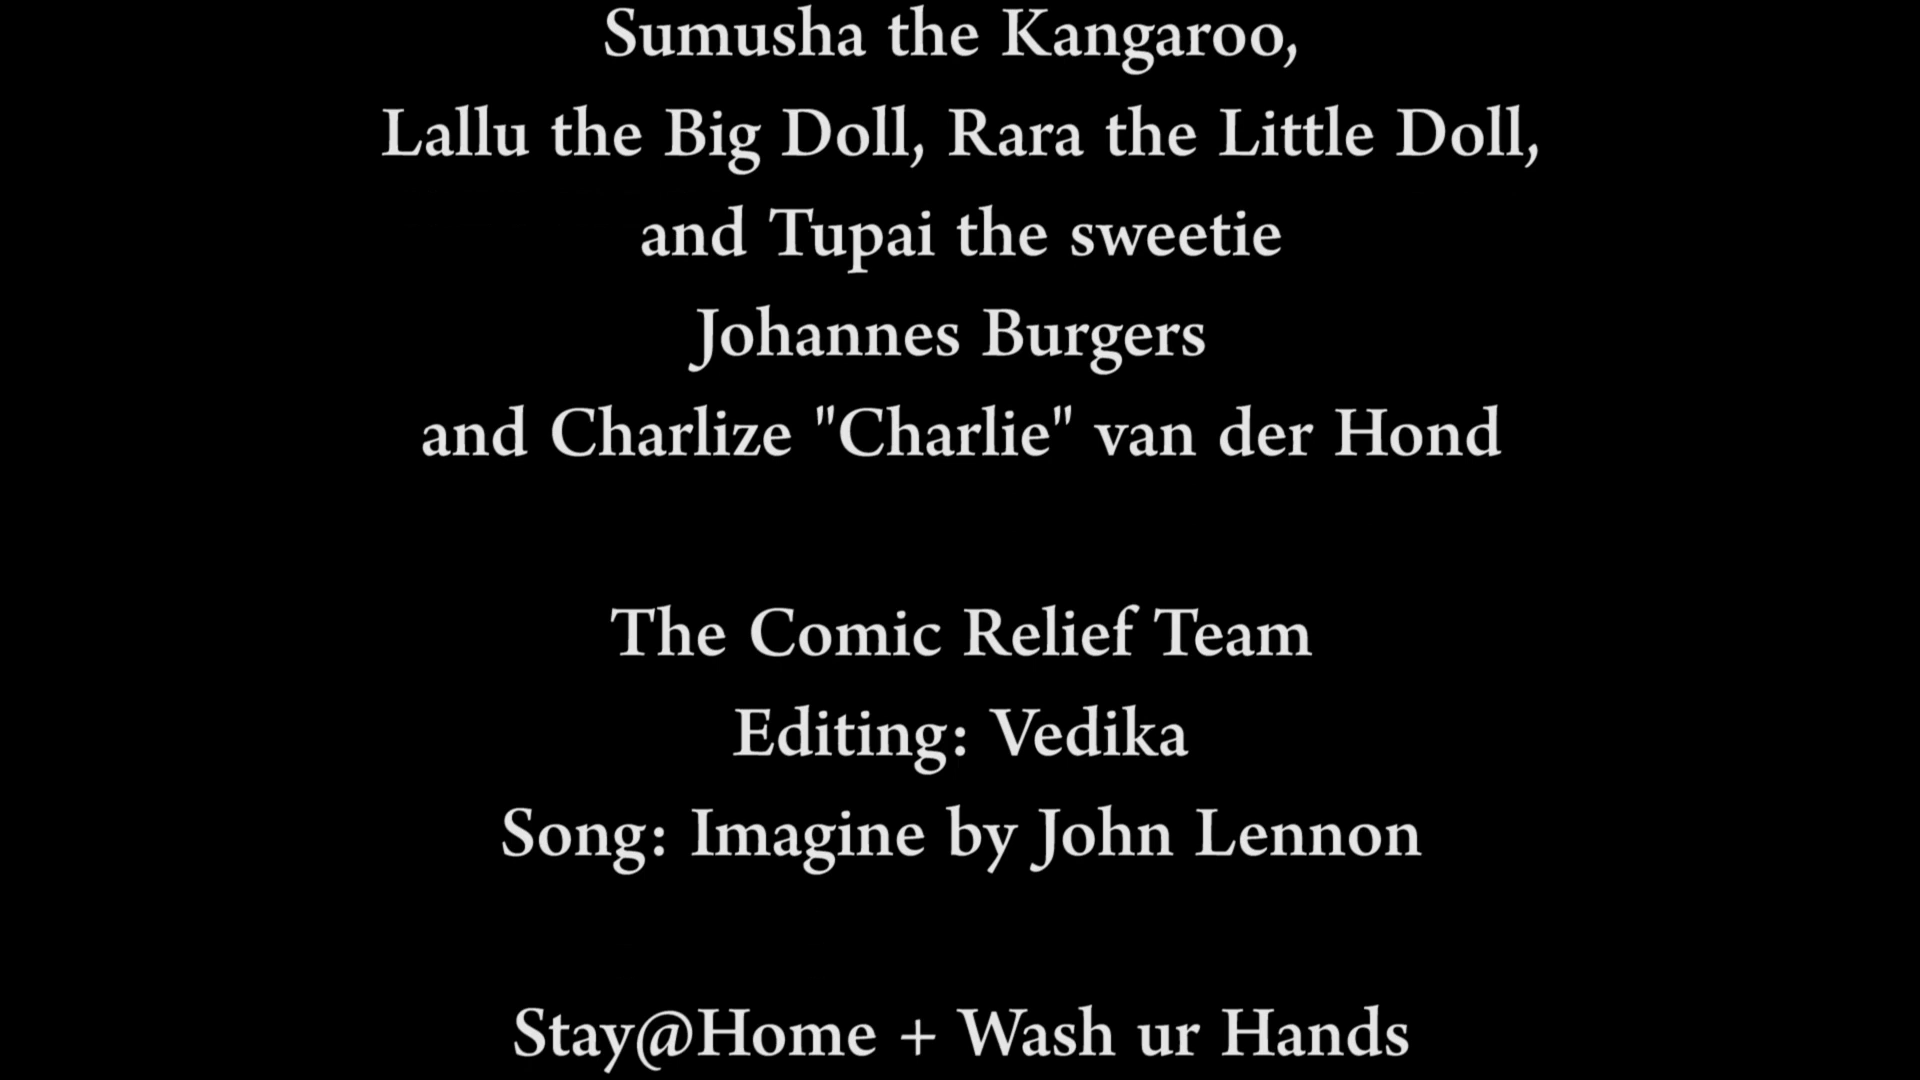 Sumusha the Kangaroo,
Lallu the Big Doll, Rara the Little Doll,
and Tupai the sweetie
Johannes Burgers
and Charlize "Charlie" van der Hond
The Comic Relief Team
Editing: Vedika
Song: Imagine by John Lennon
Stay@Home + Wash ur Hands